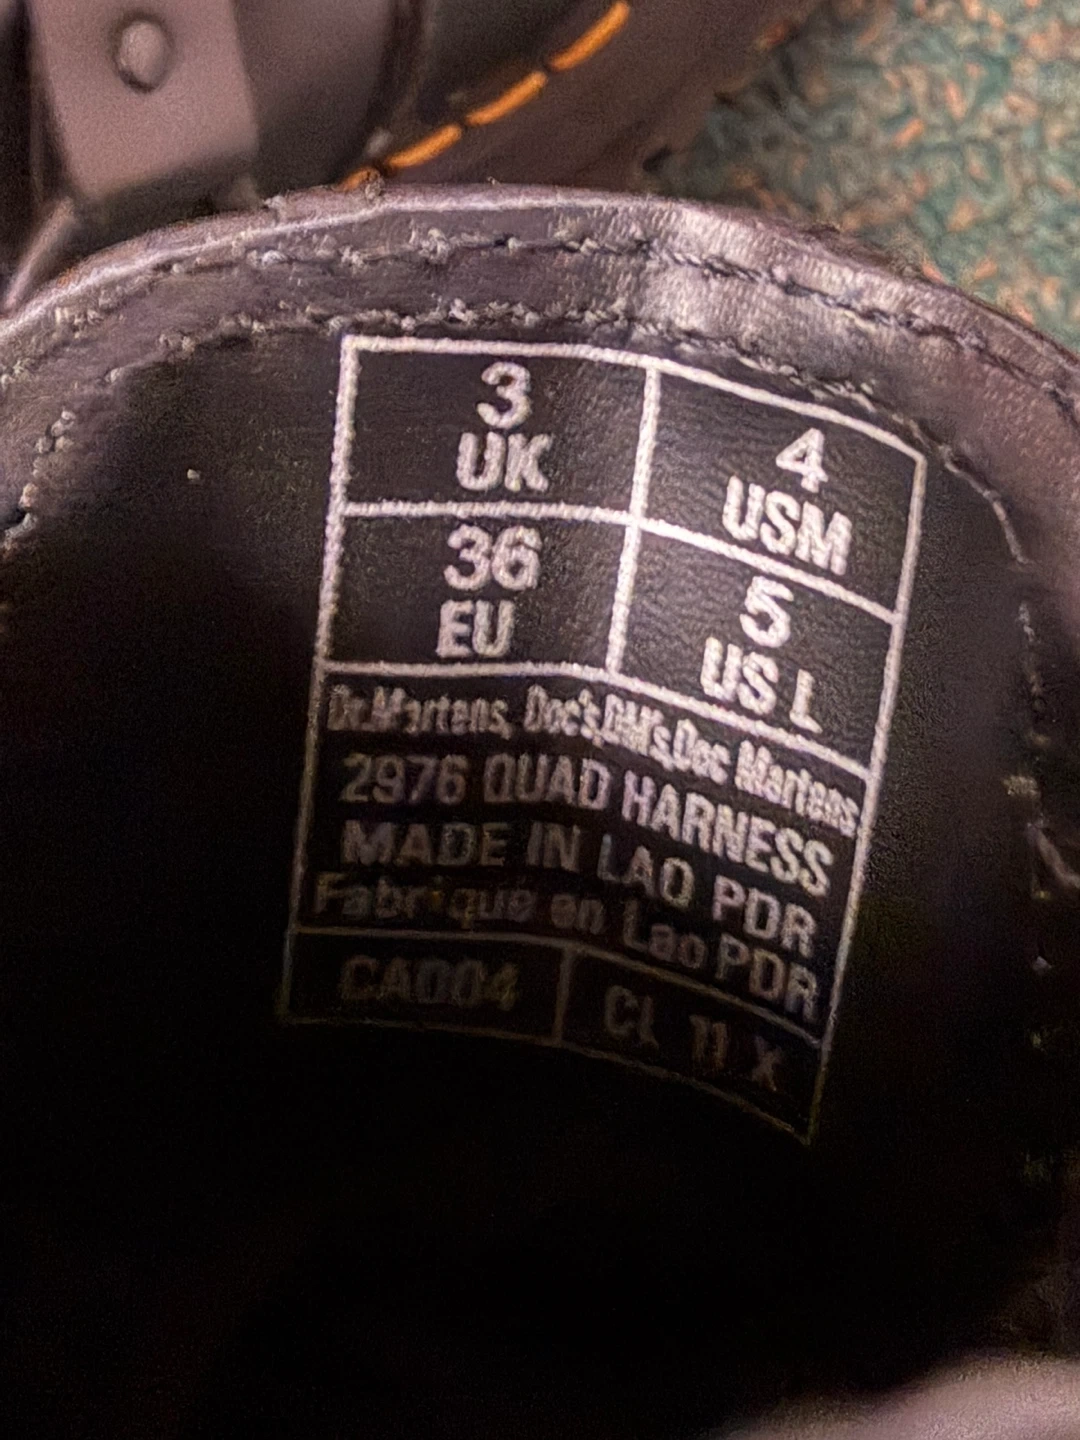 3
UK
4
USM
36
EU
5
US L
Dr.Martens, Doc's,DM's,Doc Martens
2976 QUAD HARNESS
MADE IN LAO PDR
Fabrique en Lao PDR
CA004
CL 11 X